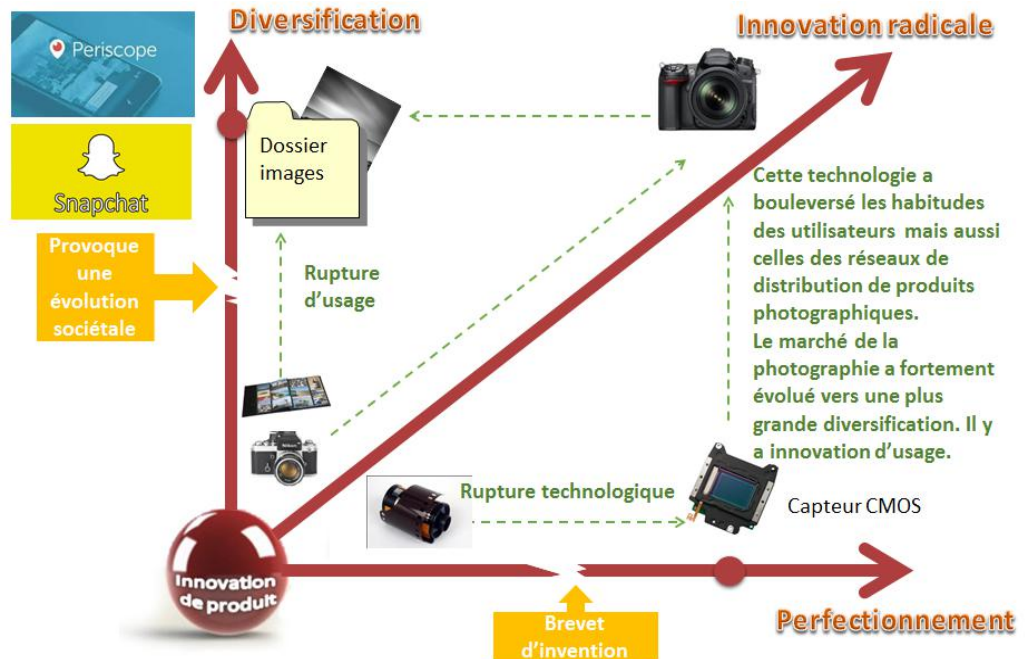 Diversification
Innovation radicale
Periscope
Snapchat
Dossier
images
Provoque
une
évolution
sociétale
Rupture
d'usage
Cette technologie a
bouleversé les habitudes
des utilisateurs mais aussi
celles des réseaux de
distribution de produits
photographiques.
Le marché de la
photographie a fortement
évolué vers une plus
grande diversification. Il y
a innovation d'usage.
Rupture technologique
Capteur CMOS
Innovation
de produit
Brevet
d'invention
Perfectionnement